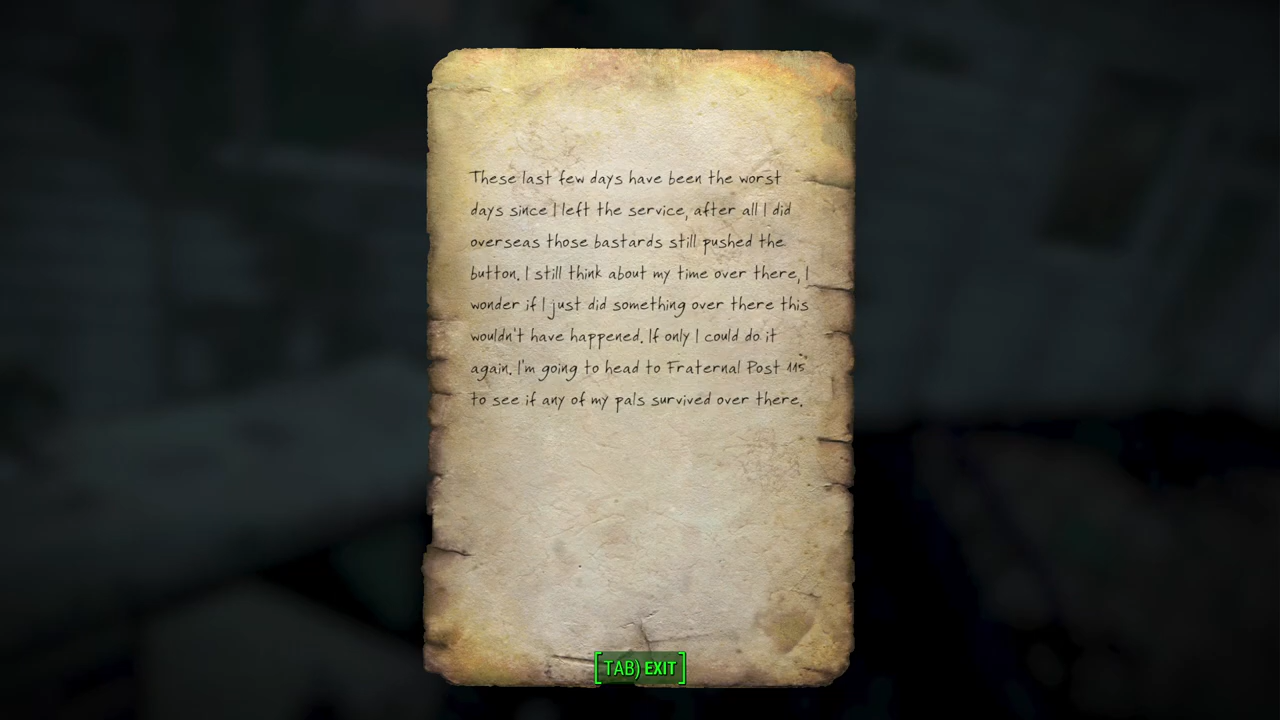 These last few days have been the worst
days since I left the service, after all I did
overseas those bastards still pushed the
button. I still think about my time over there, I
wonder if I just did something over there this
wouldn't have happened. If only I could do it
again. I'm going to head to Fraternal Post 115
to see if any of my pals survived over there.
[TAB) EXIT]